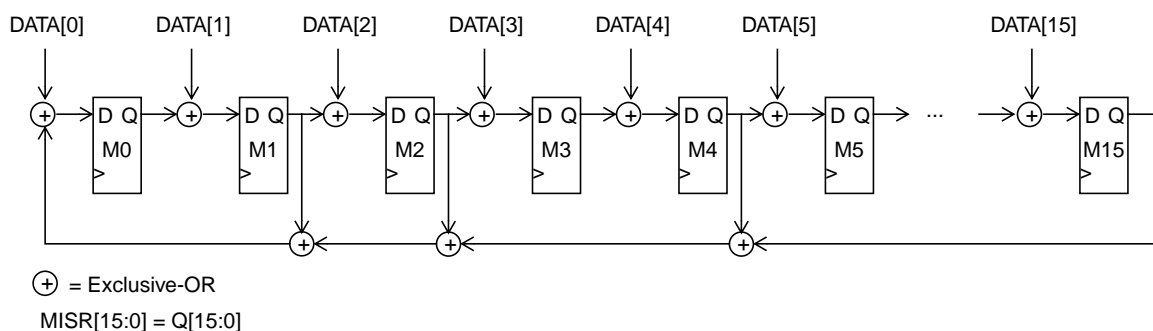 DATA[0] DATA[1] DATA[2] DATA[3] DATA[4] DATA[5] DATA[15]
+ + + + + + +
D Q D Q D Q D Q D Q D Q ... D Q
M0 M1 M2 M3 M4 M5 M15
+ + +
+ = Exclusive-OR
MISR[15:0] = Q[15:0]